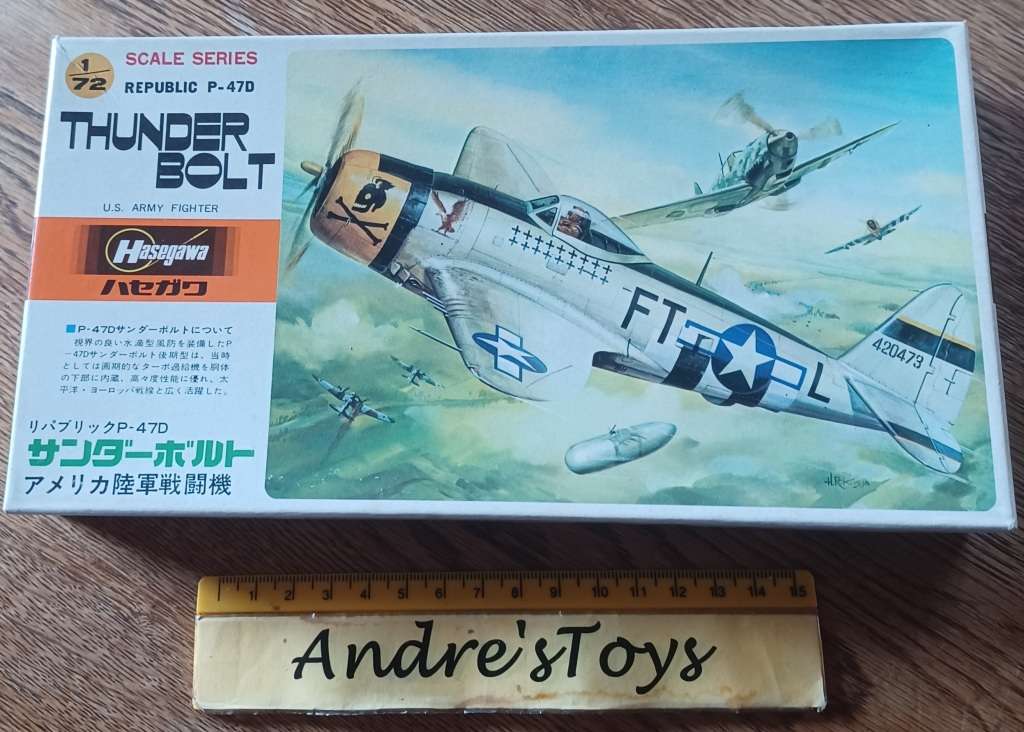 1/72
SCALE SERIES
REPUBLIC P-47D
THUNDER
BOLT
U.S. ARMY FIGHTER
Hasegawa
ハセガワ
■P-47Dサンダーボルトについて
視界の良い水滴型風防を装備したP
-47Dサンダーボルト後期型は、当時
としては画期的なターボ過給機を胴体
の下部に内蔵、高々度性能に優れ、太
平洋・ヨーロッパ戦線と広く活躍した。
リパブリックP-47D
サンダーボルト
アメリカ陸軍戦闘機
FT
L
420473
1 2 3 4 5 6 7 8 9 10 11 12 13 14 15
Andre'sToys